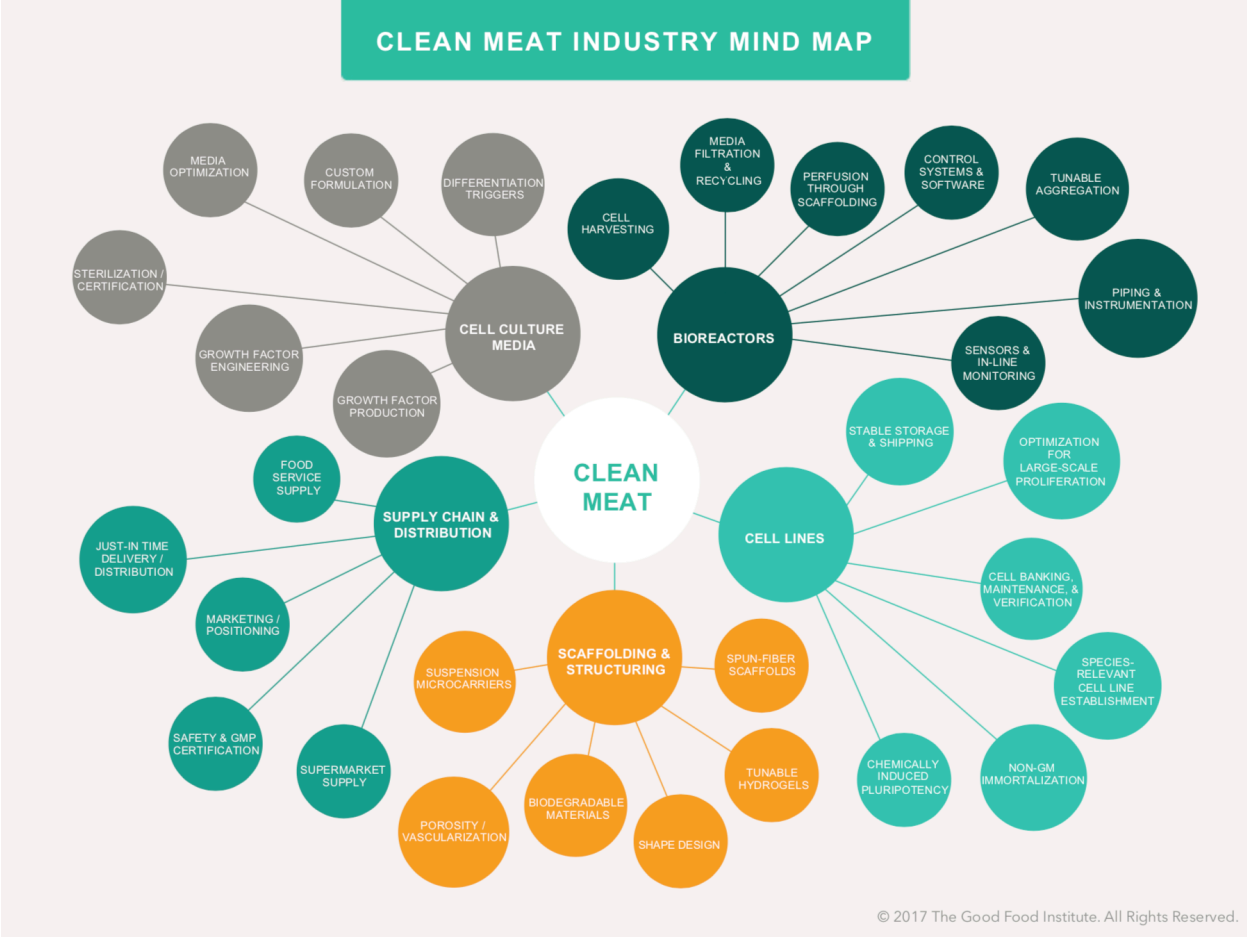 CLEAN MEAT INDUSTRY MIND MAP
MEDIA
OPTIMIZATION
CUSTOM
FORMULATION
DIFFERENTIATION
TRIGGERS
STERILIZATION /
CERTIFICATION
GROWTH FACTOR
ENGINEERING
GROWTH FACTOR
PRODUCTION
CELL CULTURE
MEDIA
CELL
HARVESTING
MEDIA
FILTRATION
&
RECYCLING
PERFUSION
THROUGH
SCAFFOLDING
CONTROL
SYSTEMS &
SOFTWARE
TUNABLE
AGGREGATION
PIPING &
INSTRUMENTATION
SENSORS &
IN-LINE
MONITORING
BIOREACTORS
CLEAN
MEAT
FOOD
SERVICE
SUPPLY
JUST-IN TIME
DELIVERY /
DISTRIBUTION
MARKETING /
POSITIONING
SAFETY & GMP
CERTIFICATION
SUPERMARKET
SUPPLY
SUPPLY CHAIN &
DISTRIBUTION
STABLE STORAGE
& SHIPPING
OPTIMIZATION
FOR
LARGE-SCALE
PROLIFERATION
CELL LINES
CELL BANKING,
MAINTENANCE, &
VERIFICATION
SPECIES-
RELEVANT
CELL LINE
ESTABLISHMENT
NON-GM
IMMORTALIZATION
CHEMICALLY
INDUCED
PLURIPOTENCY
SCAFFOLDING &
STRUCTURING
SUSPENSION
MICROCARRIERS
SPUN-FIBER
SCAFFOLDS
POROSITY /
VASCULARIZATION
BIODEGRADABLE
MATERIALS
SHAPE DESIGN
TUNABLE
HYDROGELS
© 2017 The Good Food Institute. All Rights Reserved.